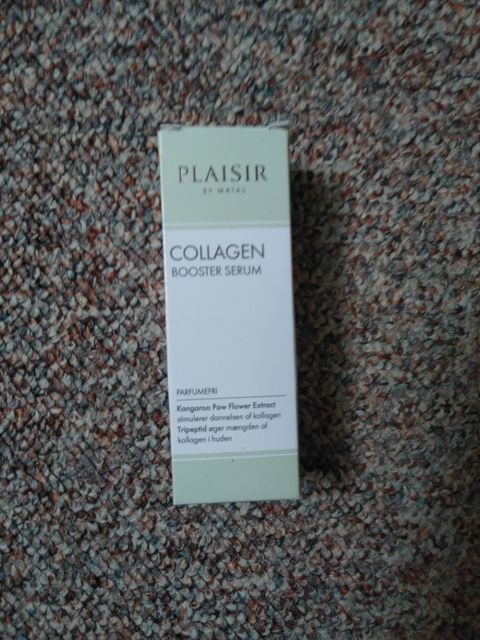 PLAISIR
BY MATAS
COLLAGEN
BOOSTER SERUM
PARFUMEFRI
Kangaroo Paw Flower Extract
stimulerer dannelsen af kollagen
Tripeptid øger mængden af
kollagen i huden